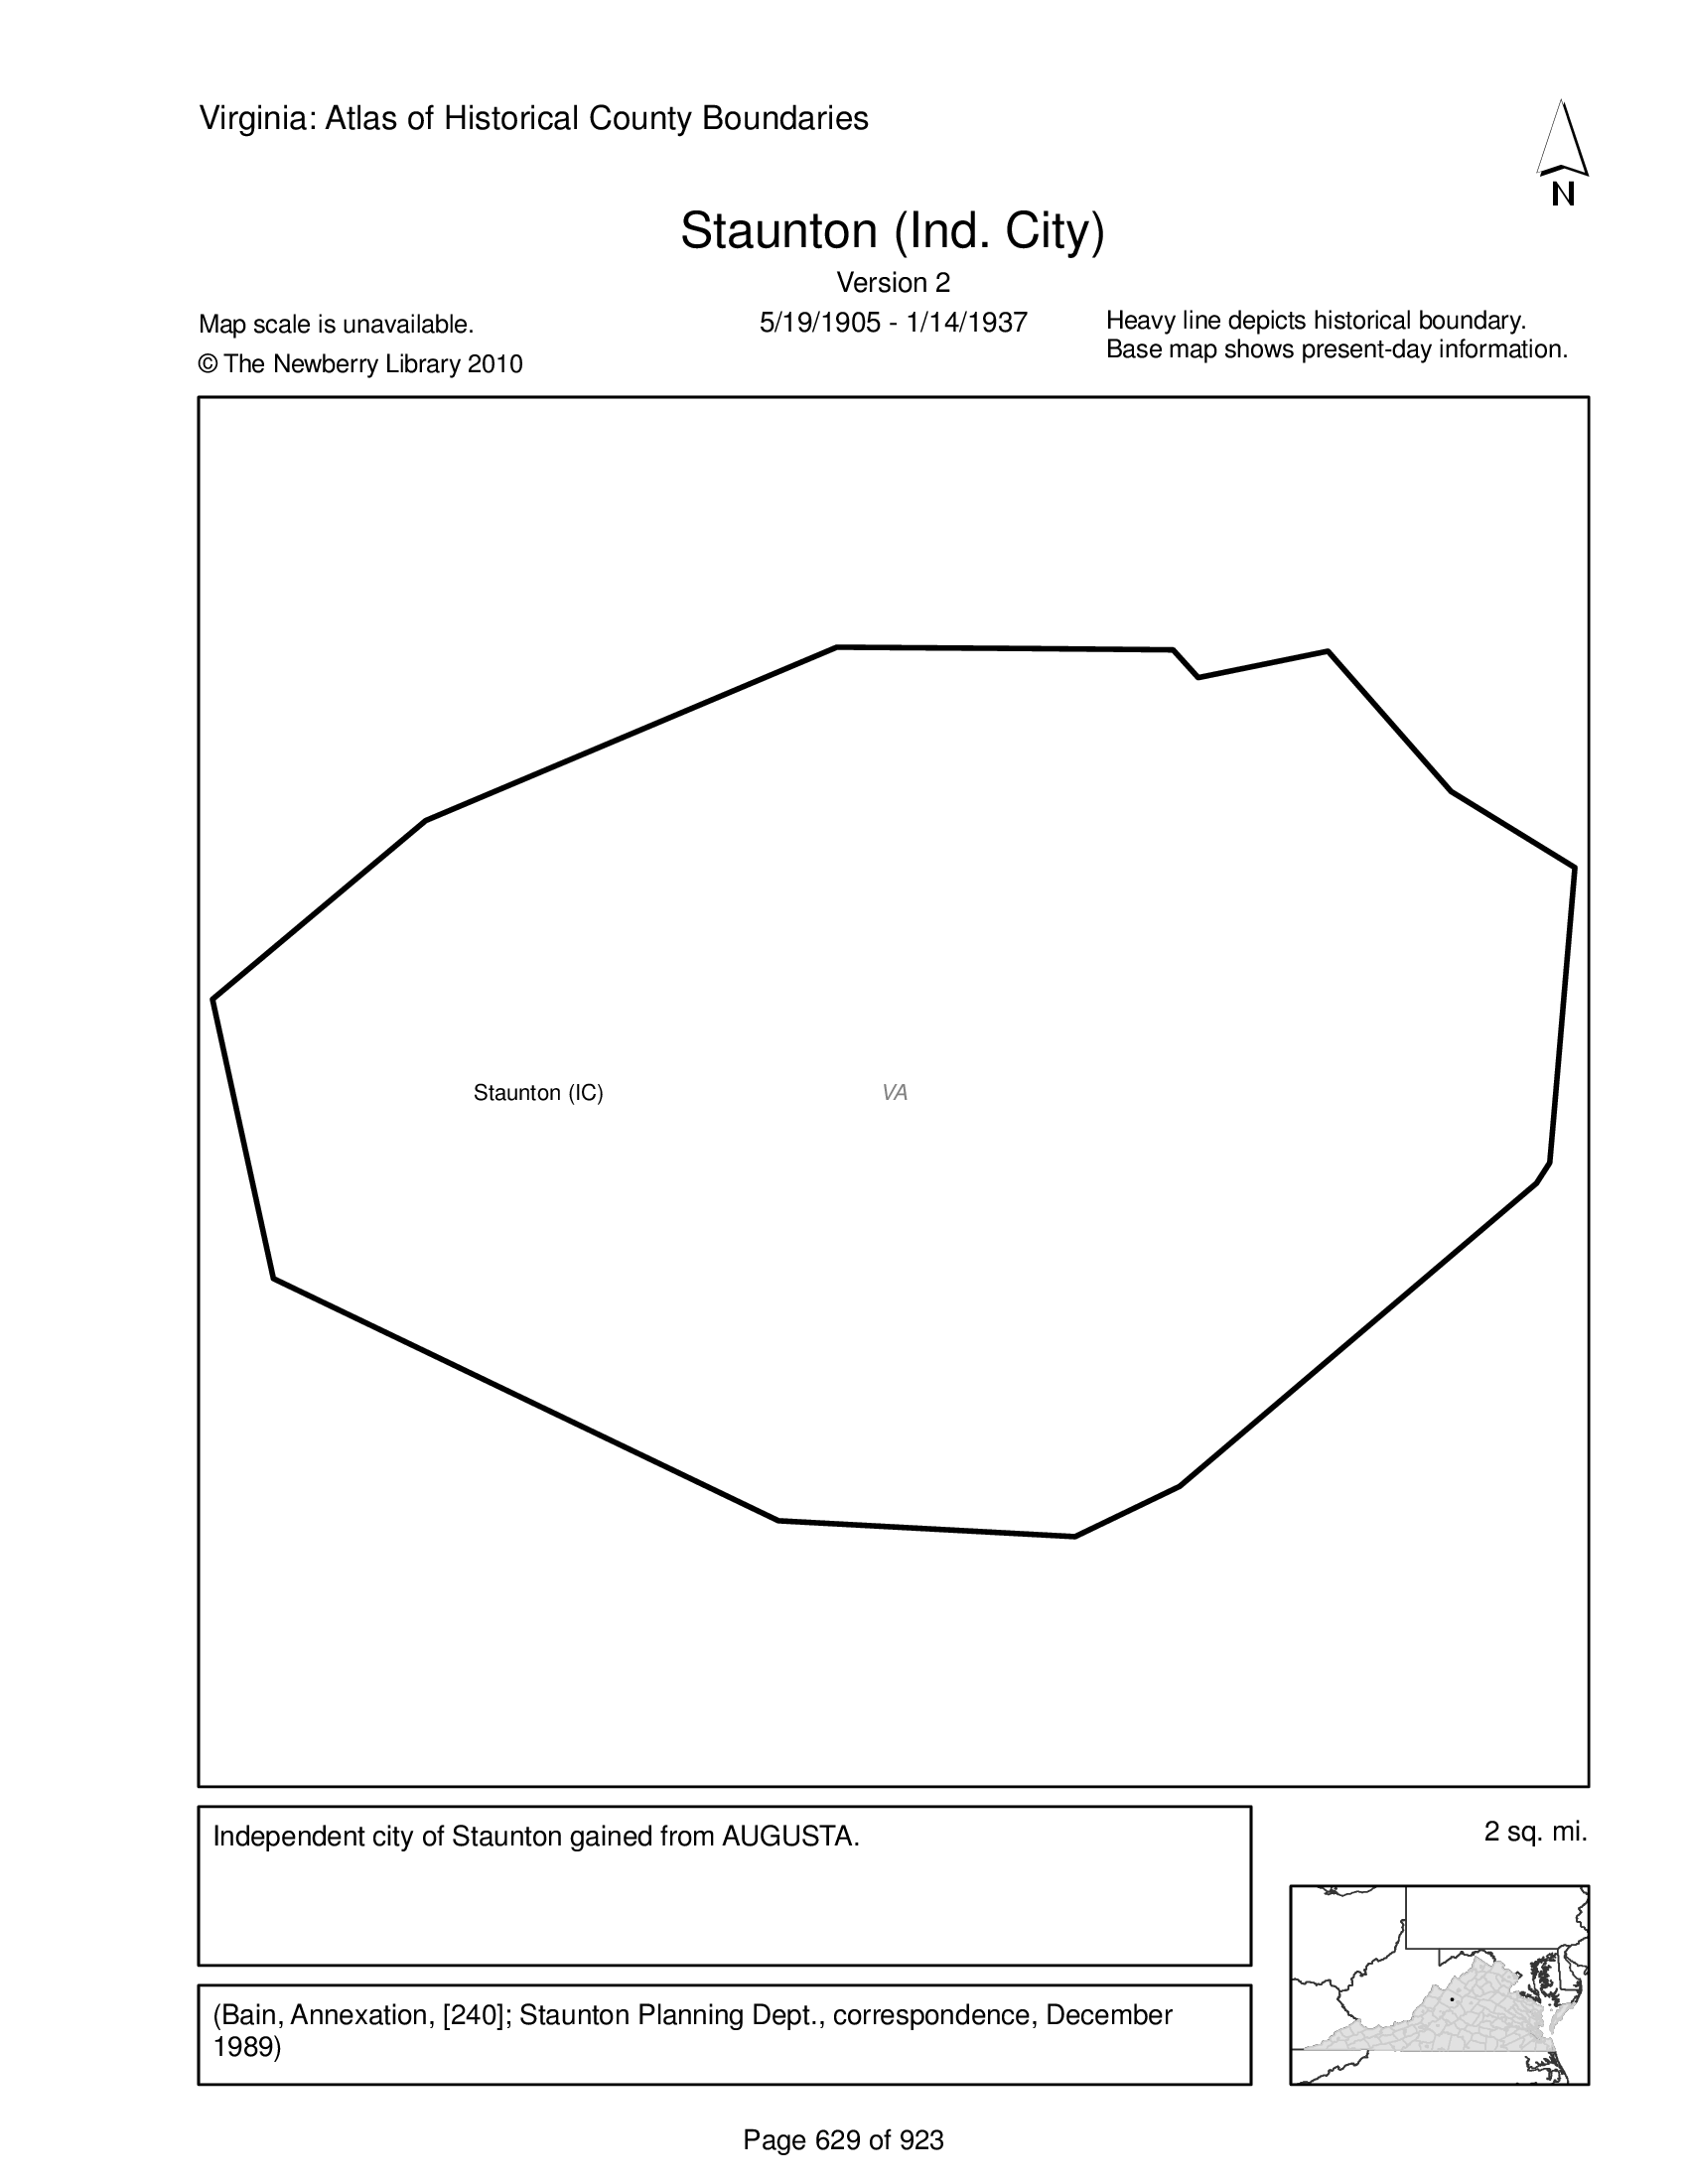 Virginia: Atlas of Historical County Boundaries
N
Staunton (Ind. City)
Version 2
Map scale is unavailable.
5/19/1905 - 1/14/1937
Heavy line depicts historical boundary.
© The Newberry Library 2010
Base map shows present-day information.
Staunton (IC)
VA
Independent city of Staunton gained from AUGUSTA.
2 sq. mi.
(Bain, Annexation, [240]; Staunton Planning Dept., correspondence, December
1989)
Page 629 of 923